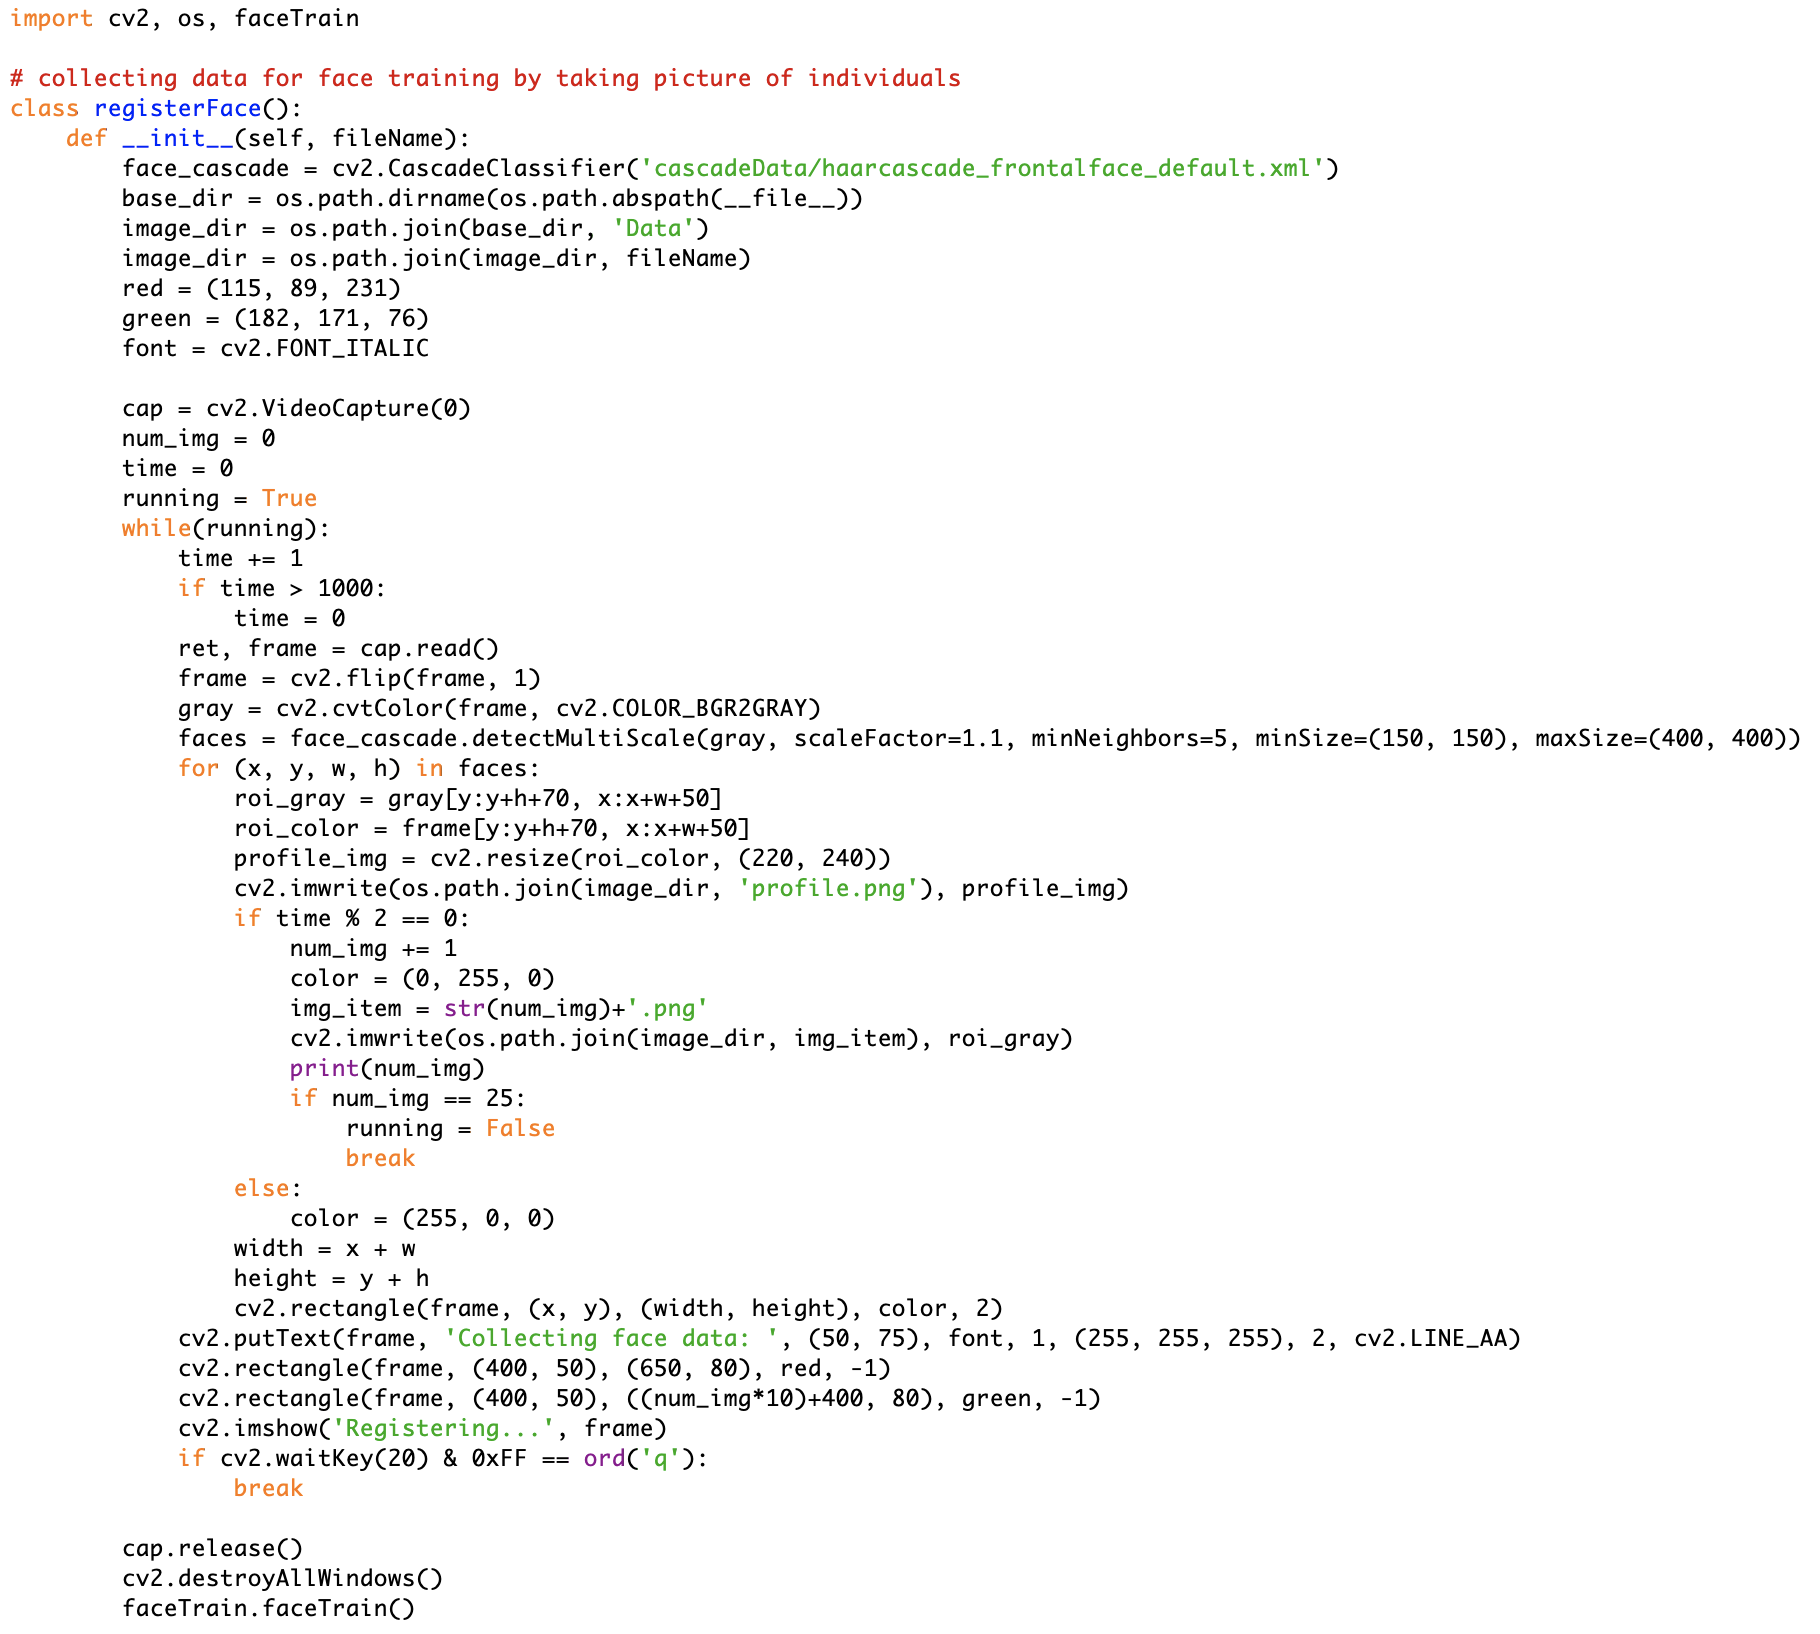 import cv2, os, faceTrain

# collecting data for face training by taking picture of individuals
class registerFace():
    def __init__(self, fileName):
        face_cascade = cv2.CascadeClassifier('cascadeData/haarcascade_frontalface_default.xml')
        base_dir = os.path.dirname(os.path.abspath(__file__))
        image_dir = os.path.join(base_dir, 'Data')
        image_dir = os.path.join(image_dir, fileName)
        red = (115, 89, 231)
        green = (182, 171, 76)
        font = cv2.FONT_ITALIC

        cap = cv2.VideoCapture(0)
        num_img = 0
        time = 0
        running = True
        while(running):
            time += 1
            if time > 1000:
                time = 0
            ret, frame = cap.read()
            frame = cv2.flip(frame, 1)
            gray = cv2.cvtColor(frame, cv2.COLOR_BGR2GRAY)
            faces = face_cascade.detectMultiScale(gray, scaleFactor=1.1, minNeighbors=5, minSize=(150, 150), maxSize=(400, 400))
            for (x, y, w, h) in faces:
                roi_gray = gray[y:y+h+70, x:x+w+50]
                roi_color = frame[y:y+h+70, x:x+w+50]
                profile_img = cv2.resize(roi_color, (220, 240))
                cv2.imwrite(os.path.join(image_dir, 'profile.png'), profile_img)
                if time % 2 == 0:
                    num_img += 1
                    color = (0, 255, 0)
                    img_item = str(num_img)+'.png'
                    cv2.imwrite(os.path.join(image_dir, img_item), roi_gray)
                    print(num_img)
                    if num_img == 25:
                        running = False
                        break
                else:
                    color = (255, 0, 0)
                width = x + w
                height = y + h
                cv2.rectangle(frame, (x, y), (width, height), color, 2)
            cv2.putText(frame, 'Collecting face data: ', (50, 75), font, 1, (255, 255, 255), 2, cv2.LINE_AA)
            cv2.rectangle(frame, (400, 50), (650, 80), red, -1)
            cv2.rectangle(frame, (400, 50), ((num_img*10)+400, 80), green, -1)
            cv2.imshow('Registering...', frame)
            if cv2.waitKey(20) & 0xFF == ord('q'):
                break

        cap.release()
        cv2.destroyAllWindows()
        faceTrain.faceTrain()